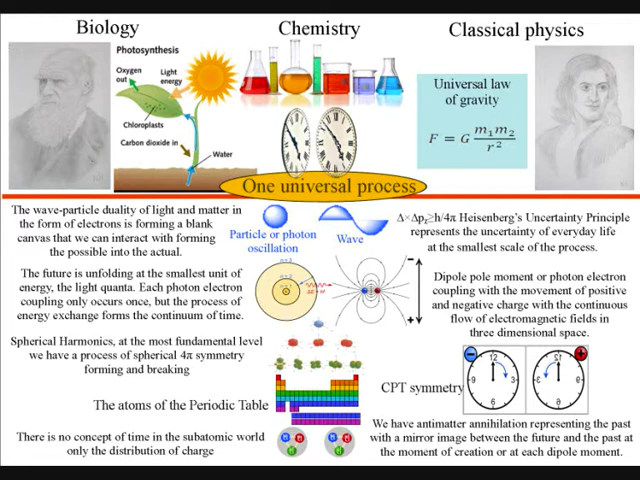 Biology
Chemistry
Classical physics
Photosynthesis
Oxygen
out
Light
energy
Chloroplasts
Carbon dioxide in
Water
Universal law
of gravity
F = G m1m2/r²
One universal process
The wave-particle duality of light and matter in
the form of electrons is forming a blank
canvas that we can interact with forming
the possible into the actual.
Particle or photon
oscillation
Wave
Δ×Δpᵪ≥h/4π Heisenberg's Uncertainty Principle
represents the uncertainty of everyday life
at the smallest scale of the process.
The future is unfolding at the smallest unit of
energy, the light quanta. Each photon electron
coupling only occurs once, but the process of
energy exchange forms the continuum of time.
Dipole pole moment or photon electron
coupling with the movement of positive
and negative charge with the continuous
flow of electromagnetic fields in
three dimensional space.
Spherical Harmonics, at the most fundamental level
we have a process of spherical 4π symmetry
forming and breaking
The atoms of the Periodic Table
CPT symmetry
12
3
6
9
12
3
6
9
There is no concept of time in the subatomic world
only the distribution of charge
We have antimatter annihilation representing the past
with a mirror image between the future and the past at
the moment of creation or at each dipole moment.